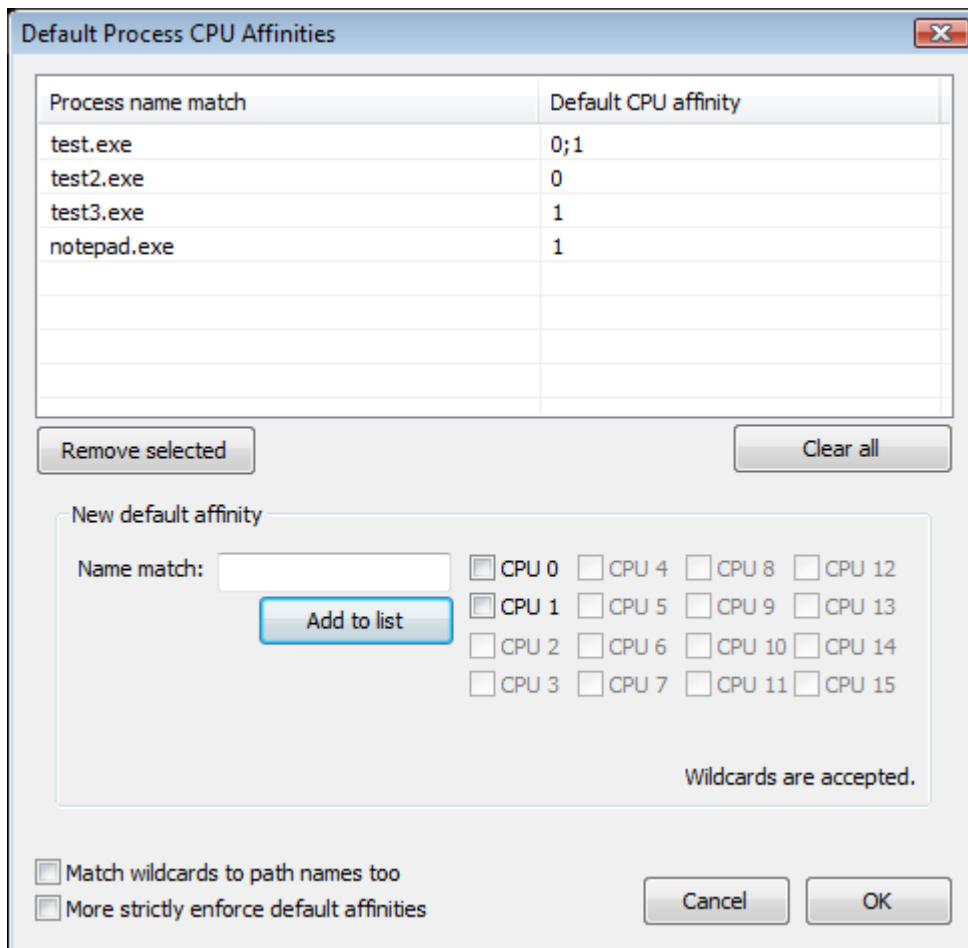 Default Process CPU Affinities
Process name match Default CPU affinity
test.exe 0;1
test2.exe 0
test3.exe 1
notepad.exe 1
Remove selected Clear all
New default affinity
Name match: CPU 0 CPU 4 CPU 8 CPU 12
Add to list CPU 1 CPU 5 CPU 9 CPU 13
CPU 2 CPU 6 CPU 10 CPU 14
CPU 3 CPU 7 CPU 11 CPU 15
Wildcards are accepted.
Match wildcards to path names too
More strictly enforce default affinities Cancel OK